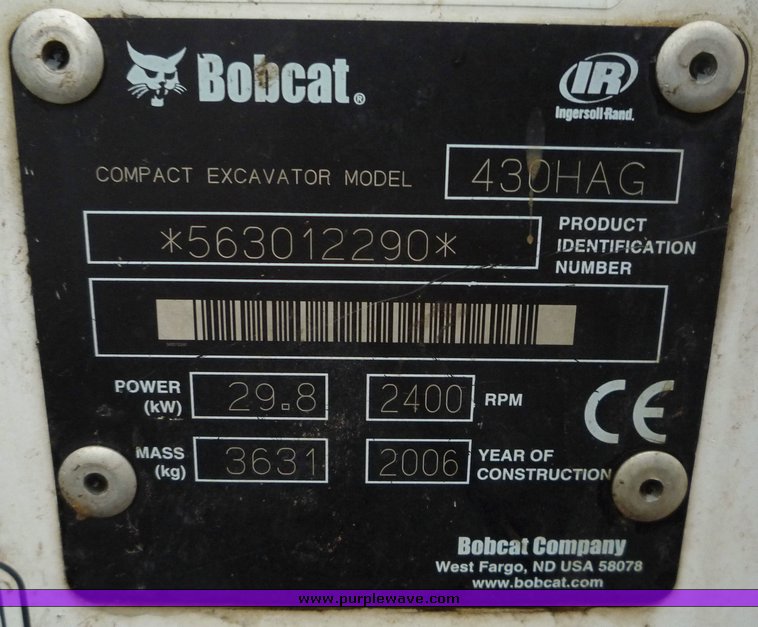 Bobcat®
IR
Ingersoll-Rand.
COMPACT EXCAVATOR MODEL 430HAG
*563012290* PRODUCT
IDENTIFICATION
NUMBER
POWER
(kW) 29.8 2400 RPM
CE
MASS
(kg) 3631 2006 YEAR OF
CONSTRUCTION
Bobcat Company
West Fargo, ND USA 58078
www.bobcat.com
www.purplewave.com